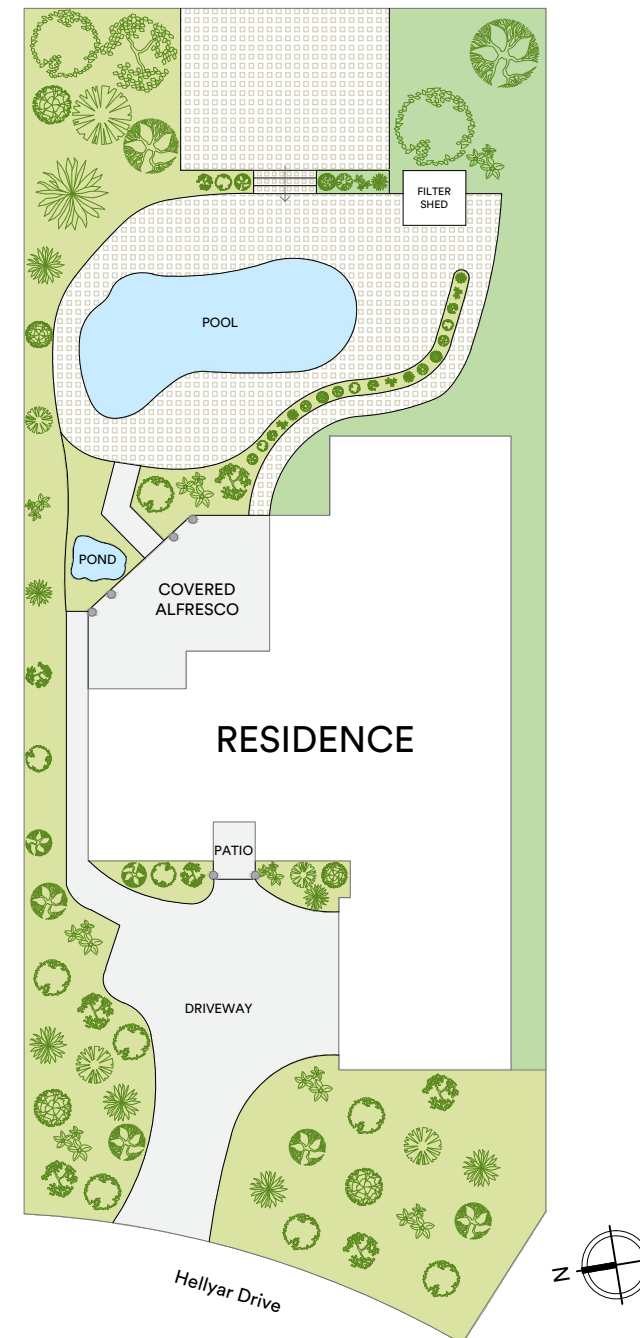 FILTER
SHED
POOL
POND
COVERED
ALFRESCO
RESIDENCE
PATIO
DRIVEWAY
Hellyar Drive
N